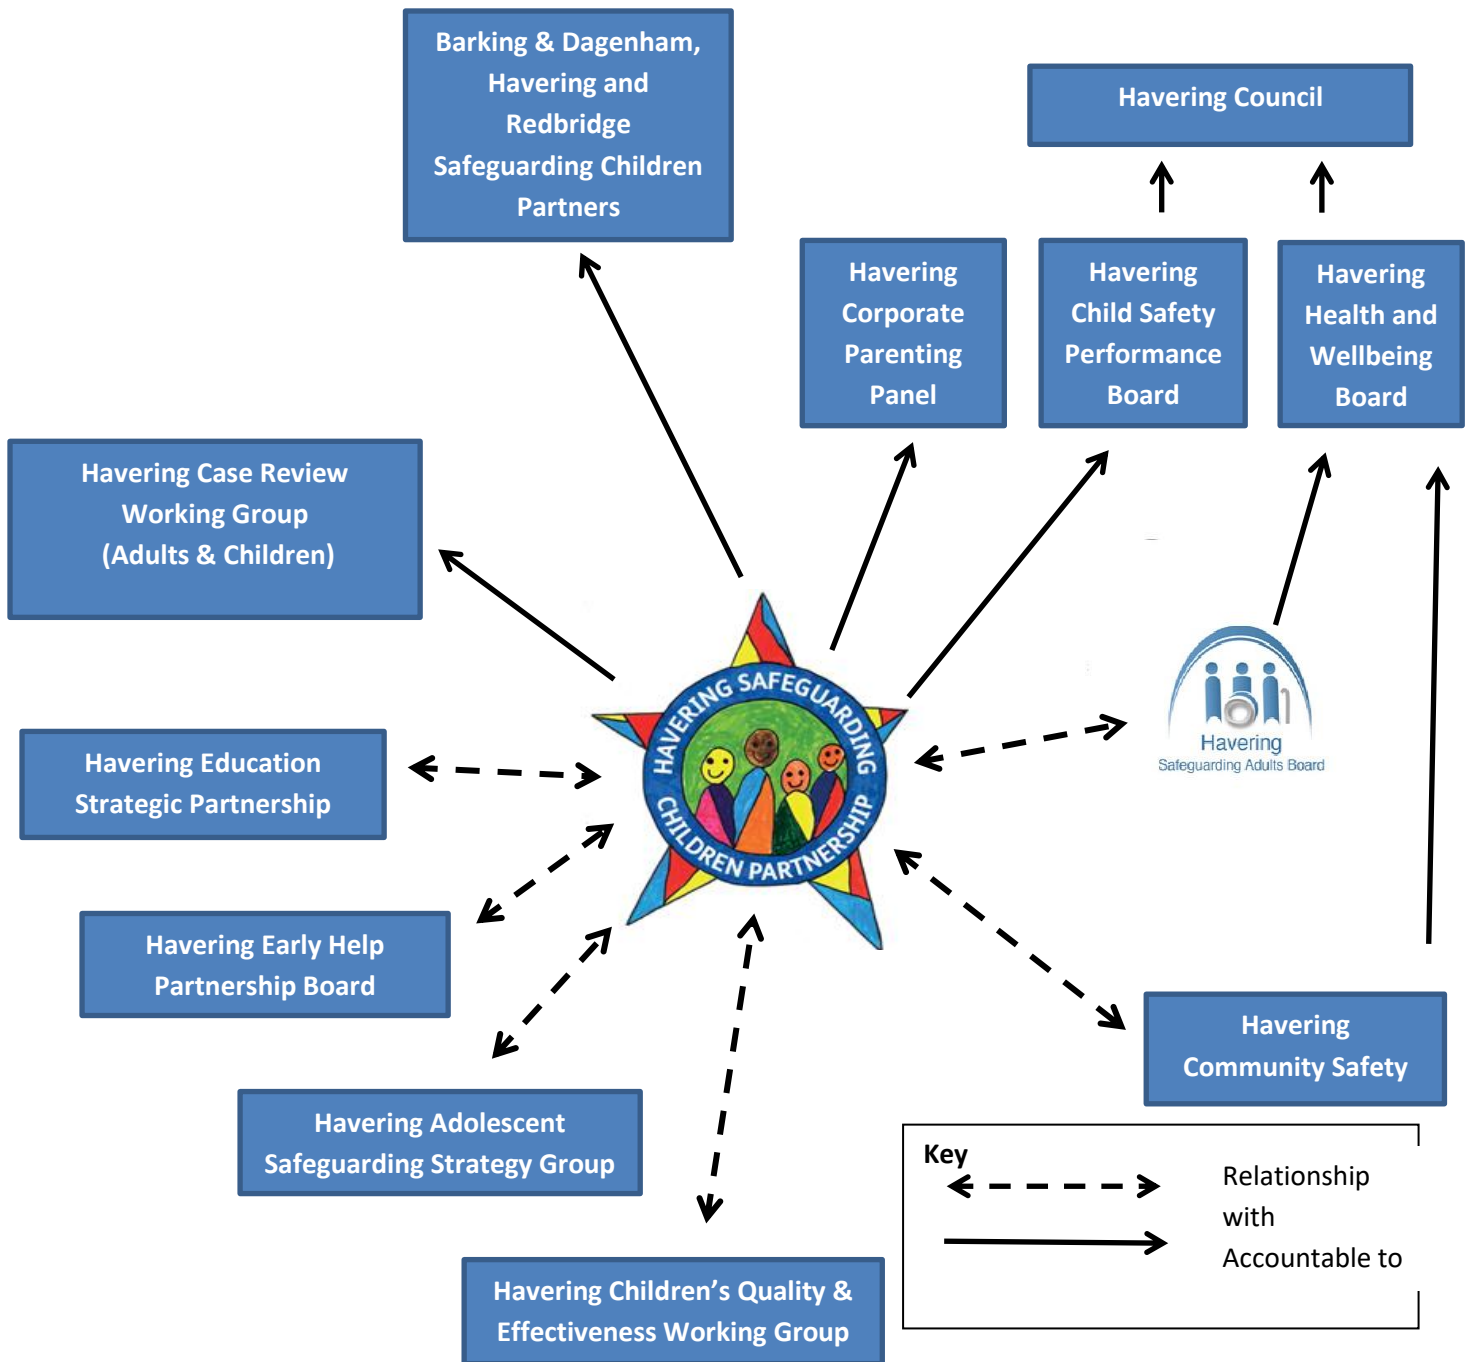 Barking & Dagenham,
Havering and
Redbridge
Safeguarding Children
Partners
Havering Council
Havering
Corporate
Parenting
Panel
Havering
Child Safety
Performance
Board
Havering
Health and
Wellbeing
Board
Havering Case Review
Working Group
(Adults & Children)
HAVERING SAFEGUARDING
CHILDREN PARTNERSHIP
Havering
Safeguarding Adults Board
Havering Education
Strategic Partnership
Havering Early Help
Partnership Board
Havering Adolescent
Safeguarding Strategy Group
Havering Children’s Quality &
Effectiveness Working Group
Havering
Community Safety
Key
Relationship
with
Accountable to